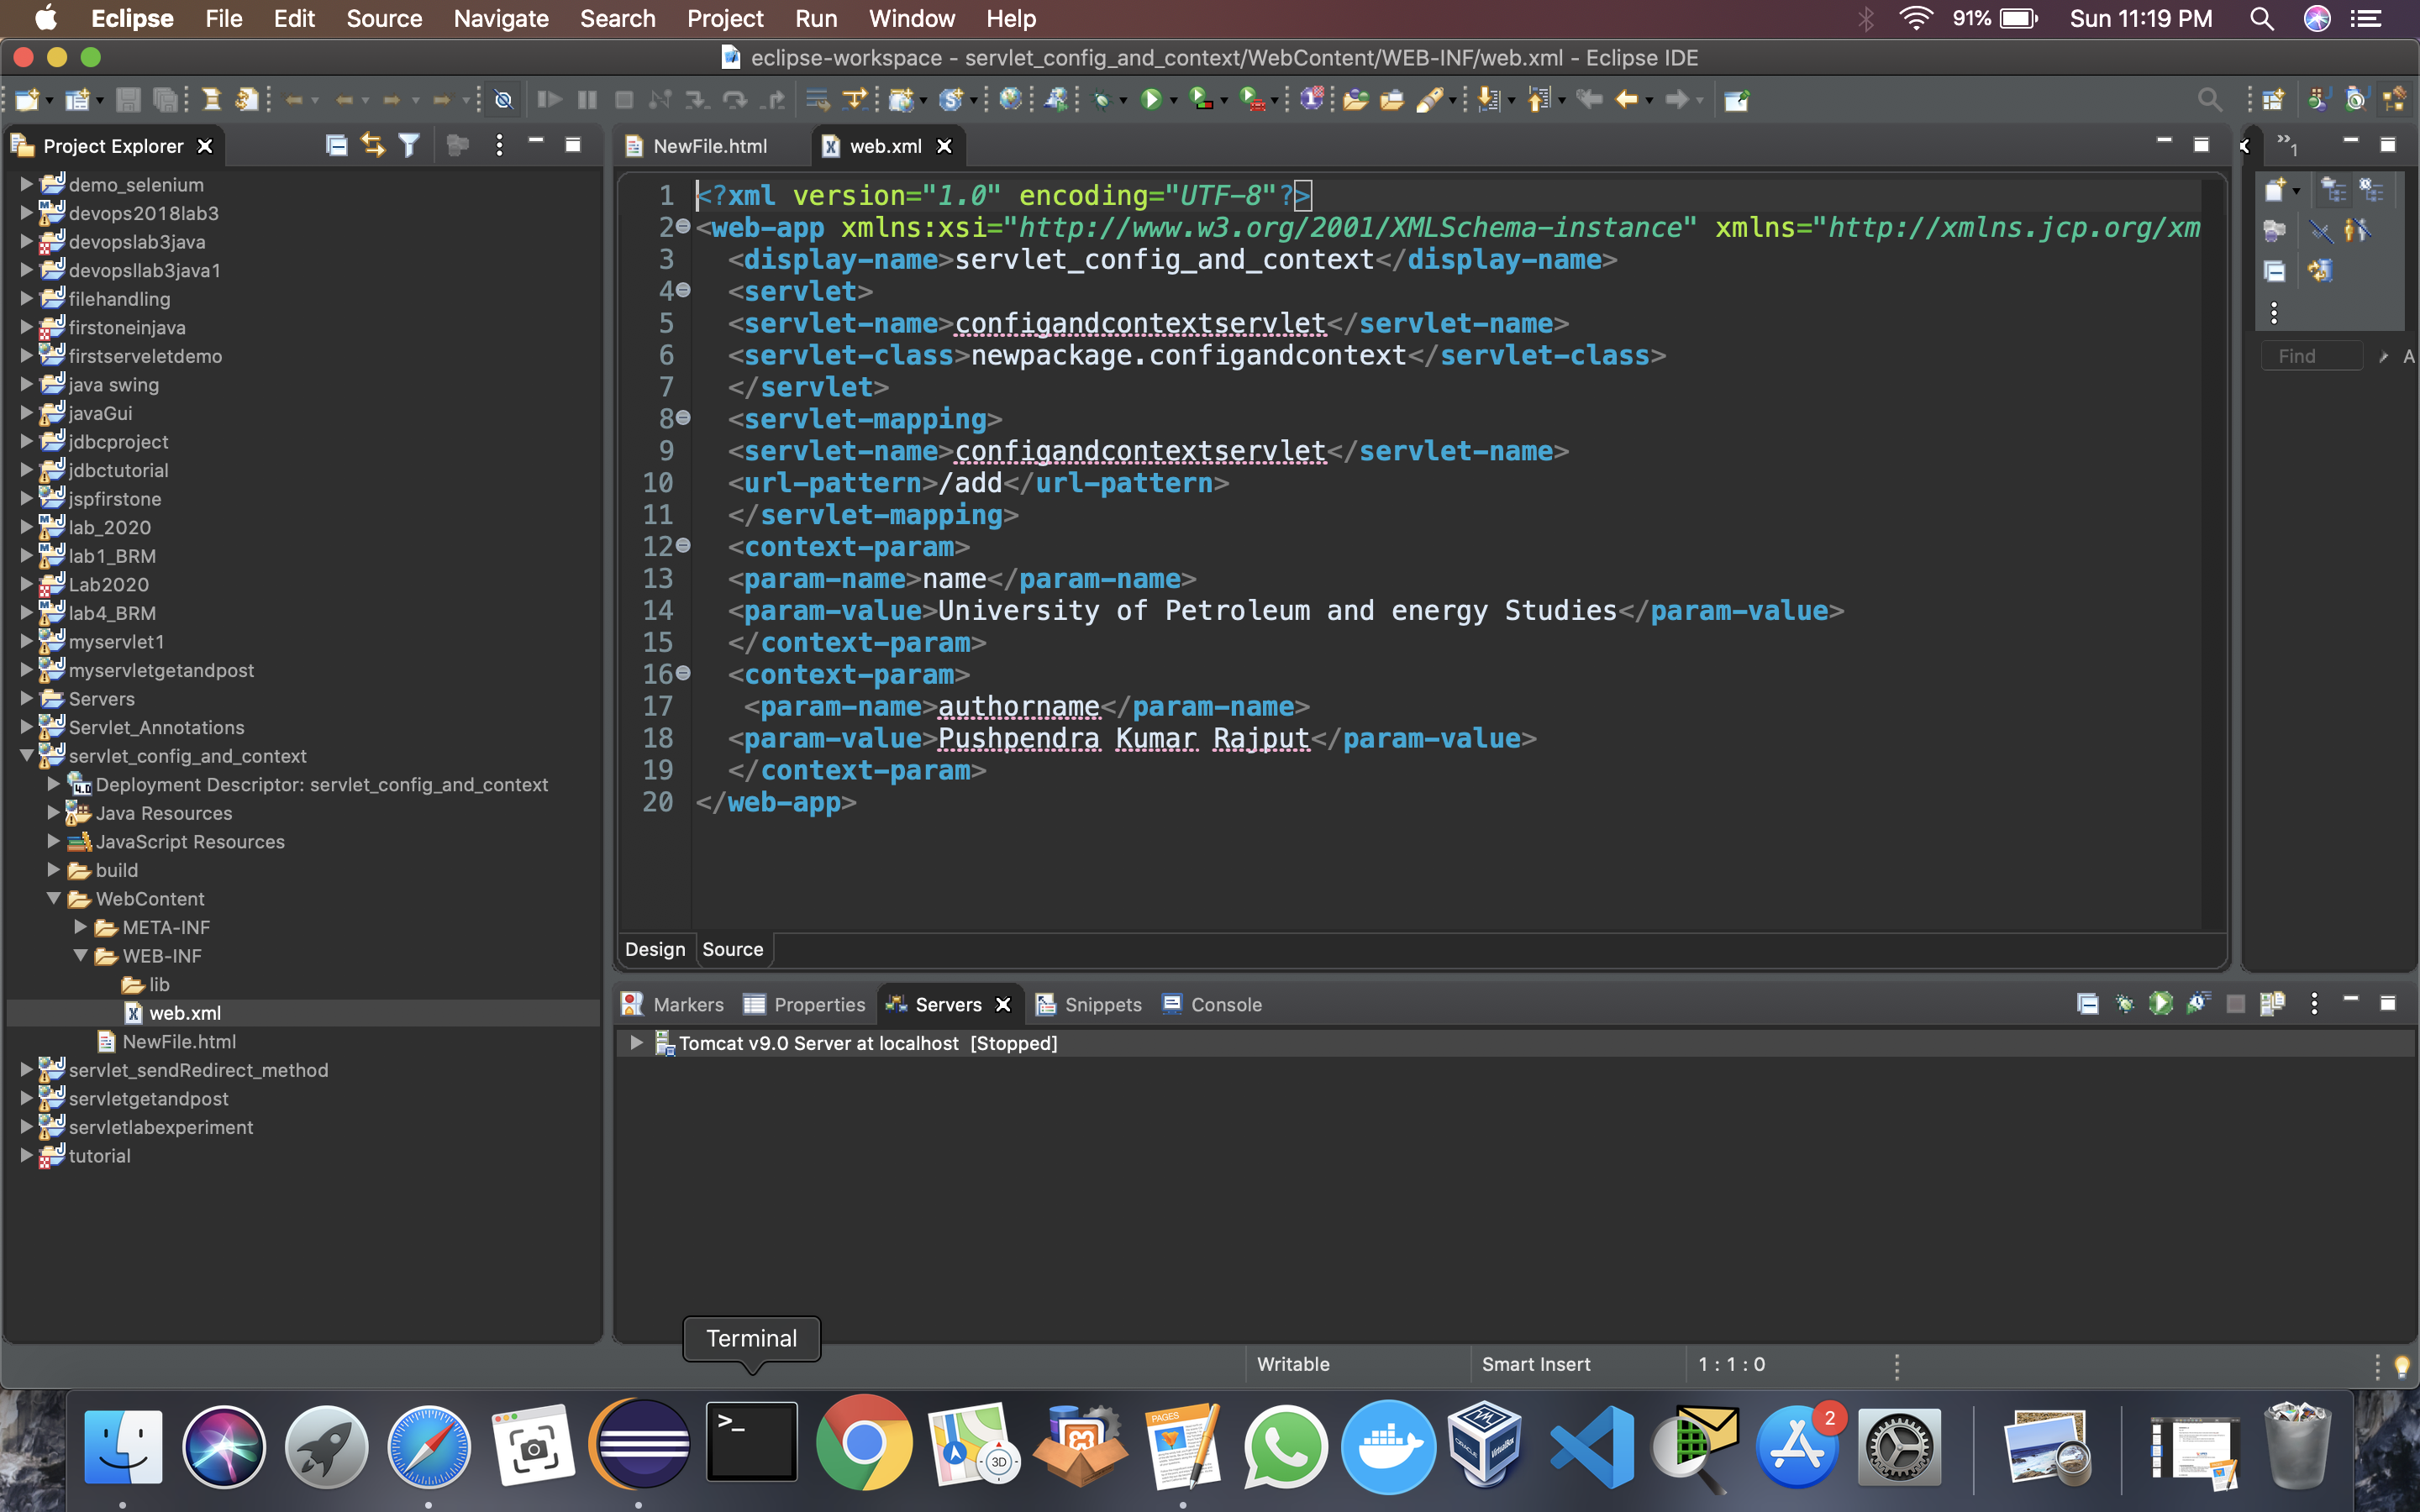 Eclipse File Edit Source Navigate Search Project Run Window Help 91% Sun 11:19 PM
eclipse-workspace - servlet_config_and_context/WebContent/WEB-INF/web.xml - Eclipse IDE
Project Explorer
demo_selenium
devops2018lab3
devopslab3java
devopsllab3java1
filehandling
firstoneinjava
firstserveletdemo
java swing
javaGui
jdbcproject
jdbctutorial
jspfirstone
lab_2020
lab1_BRM
Lab2020
lab4_BRM
myservlet1
myservletgetandpost
Servers
Servlet_Annotations
servlet_config_and_context
Deployment Descriptor: servlet_config_and_context
Java Resources
JavaScript Resources
build
WebContent
META-INF
WEB-INF
lib
web.xml
NewFile.html
servlet_sendRedirect_method
servletgetandpost
servletlabexperiment
tutorial
NewFile.html web.xml
1 <?xml version="1.0" encoding="UTF-8"?>
2 <web-app xmlns:xsi="http://www.w3.org/2001/XMLSchema-instance" xmlns="http://xmlns.jcp.org/xm
3 <display-name>servlet_config_and_context</display-name>
4 <servlet>
5 <servlet-name>configandcontextservlet</servlet-name>
6 <servlet-class>newpackage.configandcontext</servlet-class>
7 </servlet>
8 <servlet-mapping>
9 <servlet-name>configandcontextservlet</servlet-name>
10 <url-pattern>/add</url-pattern>
11 </servlet-mapping>
12 <context-param>
13 <param-name>name</param-name>
14 <param-value>University of Petroleum and energy Studies</param-value>
15 </context-param>
16 <context-param>
17 <param-name>authorname</param-name>
18 <param-value>Pushpendra Kumar Rajput</param-value>
19 </context-param>
20 </web-app>
Design Source
1
Find A
Markers Properties Servers Snippets Console
Tomcat v9.0 Server at localhost [Stopped]
Terminal
Writable Smart Insert 1 : 1 : 0
>_
3D
PAGES
2